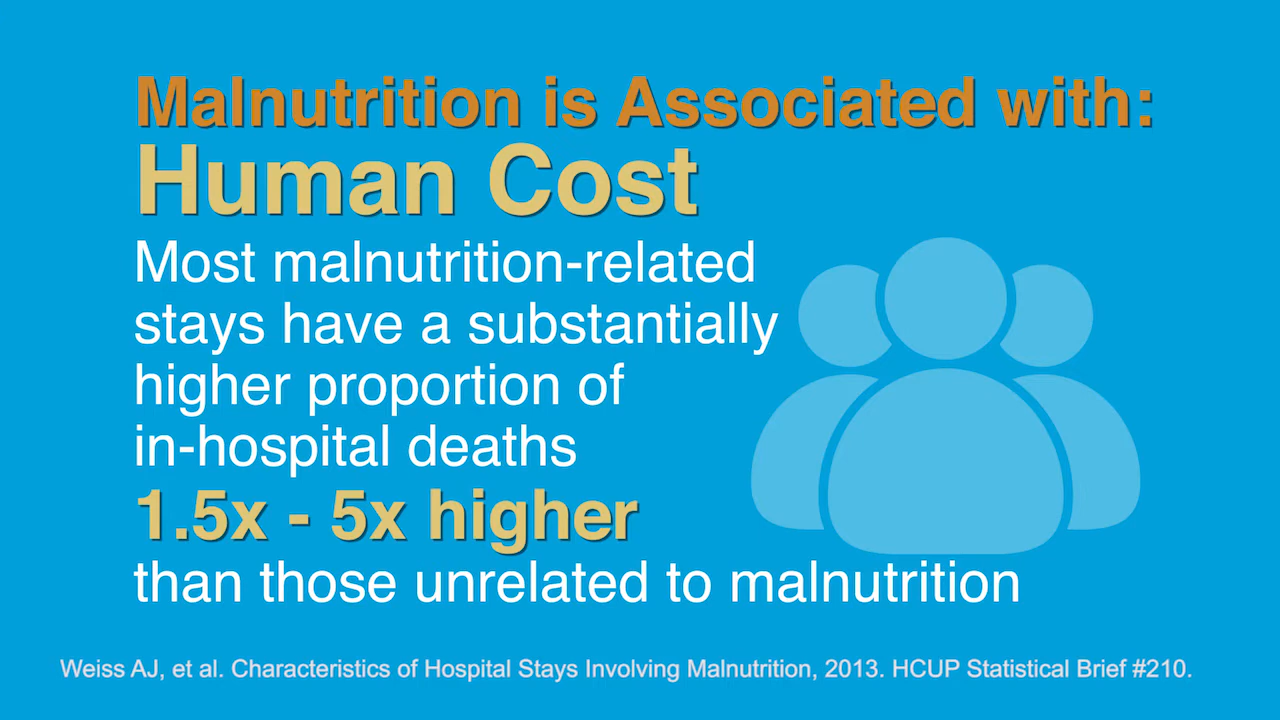 Malnutrition is Associated with:
Human Cost
Most malnutrition-related
stays have a substantially
higher proportion of
in-hospital deaths
1.5x - 5x higher
than those unrelated to malnutrition
Weiss AJ, et al. Characteristics of Hospital Stays Involving Malnutrition, 2013. HCUP Statistical Brief #210.